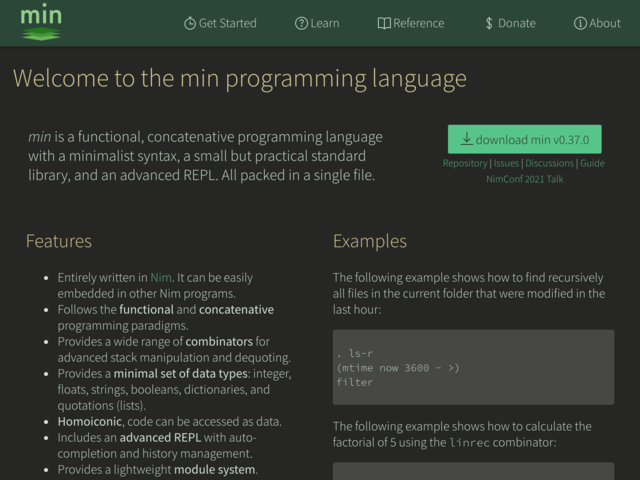 min
Get Started
Learn
Reference
Donate
About
Welcome to the min programming language
min is a functional, concatenative programming language
with a minimalist syntax, a small but practical standard
library, and an advanced REPL. All packed in a single file.
download min v0.37.0
Repository | Issues | Discussions | Guide
NimConf 2021 Talk
Features
Entirely written in Nim. It can be easily
embedded in other Nim programs.
Follows the functional and concatenative
programming paradigms.
Provides a wide range of combinators for
advanced stack manipulation and dequoting.
Provides a minimal set of data types: integer,
floats, strings, booleans, dictionaries, and
quotations (lists).
Homoiconic, code can be accessed as data.
Includes an advanced REPL with auto-
completion and history management.
Provides a lightweight module system.
Examples
The following example shows how to find recursively
all files in the current folder that were modified in the
last hour:
. ls-r
(mtime now 3600 - >)
filter
The following example shows how to calculate the
factorial of 5 using the linrec combinator: